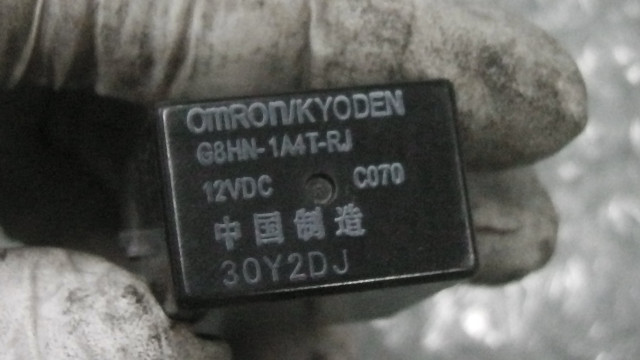 OMRON/KYODEN
G8HN-1A4T-RJ
12VDC C070
中国制造
30Y2DJ